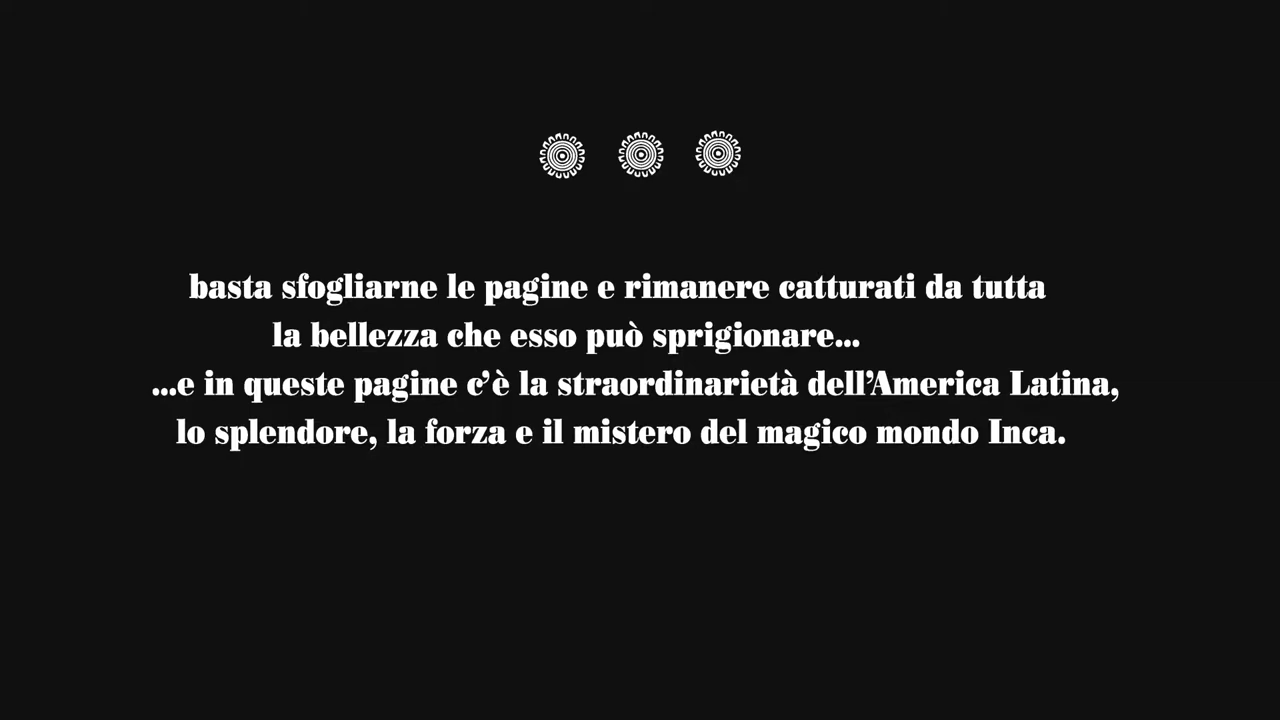 basta sfogliarne le pagine e rimanere catturati da tutta
la bellezza che esso può sprigionare...
...e in queste pagine c’è la straordinarietà dell’America Latina,
lo splendore, la forza e il mistero del magico mondo Inca.